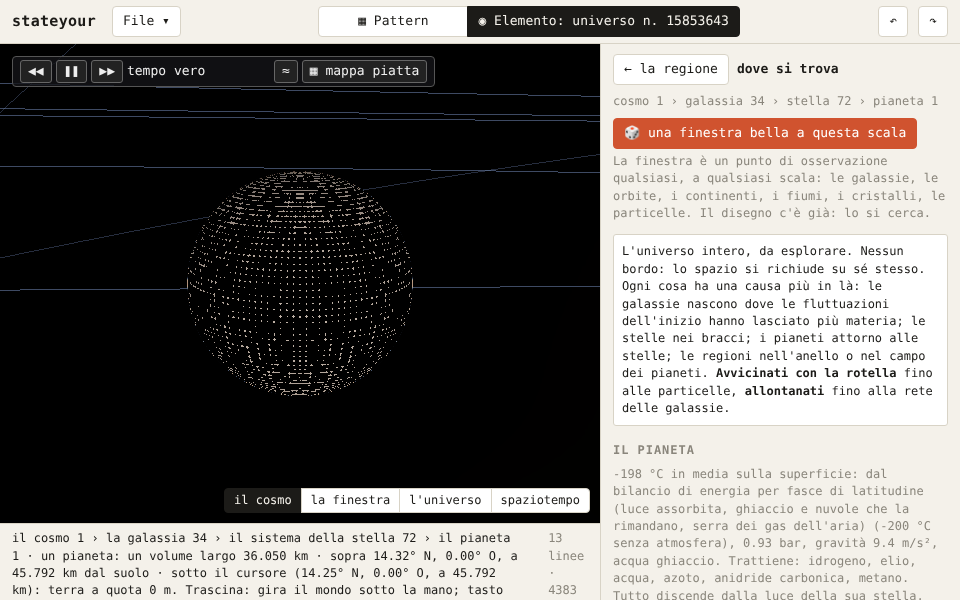 stateyour
File ▾
▦ Pattern
◉ Elemento: universo n. 15853643
↶
↷
◀◀
❚❚
▶▶
tempo vero
≈
▦ mappa piatta
il cosmo
la finestra
l'universo
spaziotempo
il cosmo 1 › la galassia 34 › il sistema della stella 72 › il pianeta
1 · un pianeta: un volume largo 36.050 km · sopra 14.32° N, 0.00° O, a
45.792 km dal suolo · sotto il cursore (14.25° N, 0.00° O, a 45.792
km): terra a quota 0 m. Trascina: gira il mondo sotto la mano; tasto
13
linee
·
4383
← la regione
dove si trova
cosmo 1 › galassia 34 › stella 72 › pianeta 1
🎲 una finestra bella a questa scala
La finestra è un punto di osservazione
qualsiasi, a qualsiasi scala: le galassie, le
orbite, i continenti, i fiumi, i cristalli, le
particelle. Il disegno c'è già: lo si cerca.
L'universo intero, da esplorare. Nessun
bordo: lo spazio si richiude su sé stesso.
Ogni cosa ha una causa più in là: le
galassie nascono dove le fluttuazioni
dell'inizio hanno lasciato più materia; le
stelle nei bracci; i pianeti attorno alle
stelle; le regioni nell'anello o nel campo
dei pianeti. Avvicinati con la rotella fino
alle particelle, allontanati fino alla rete
delle galassie.
IL PIANETA
-198 °C in media sulla superficie: dal
bilancio di energia per fasce di latitudine
(luce assorbita, ghiaccio e nuvole che la
rimandano, serra dei gas dell'aria) (-200 °C
senza atmosfera), 0.93 bar, gravità 9.4 m/s²,
acqua ghiaccio. Trattiene: idrogeno, elio,
acqua, azoto, anidride carbonica, metano.
Tutto discende dalla luce della sua stella,